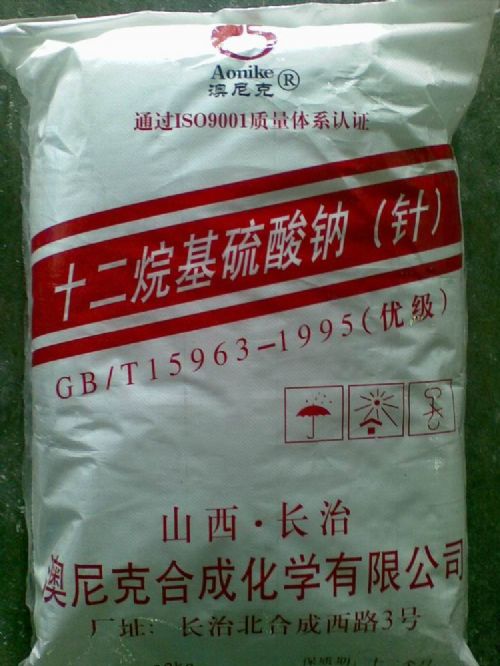 Aonike
澳尼克®
通过ISO9001质量体系认证
十二烷基硫酸钠（针）
GB/T15963-1995(优级)
山西·长治
澳尼克合成化学有限公司
厂址：长治北合成西路3号